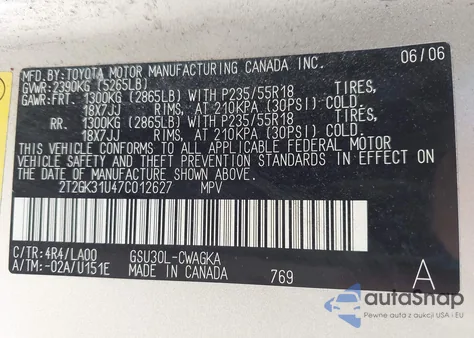 MFD. BY: TOYOTA MOTOR MANUFACTURING CANADA INC.
06/06
GVWR: 2390KG (5265LB)
GAWR: FRT. 1300KG (2865LB) WITH P235/55R18 TIRES,
18X7JJ RIMS, AT 210KPA (30PSI) COLD.
RR. 1300KG (2865LB) WITH P235/55R18 TIRES,
18X7JJ RIMS, AT 210KPA (30PSI) COLD.
THIS VEHICLE CONFORMS TO ALL APPLICABLE FEDERAL MOTOR
VEHICLE SAFETY AND THEFT PREVENTION STANDARDS IN EFFECT ON
THE DATE OF MANUFACTURE SHOWN ABOVE.
2T2GK31U47C012627 MPV
C/TR: 4R4/LA00 GSU30L-CWAGKA
A/TM: -02A/U151E MADE IN CANADA 769 A
autoSnap
Pewne auta z USA i EU